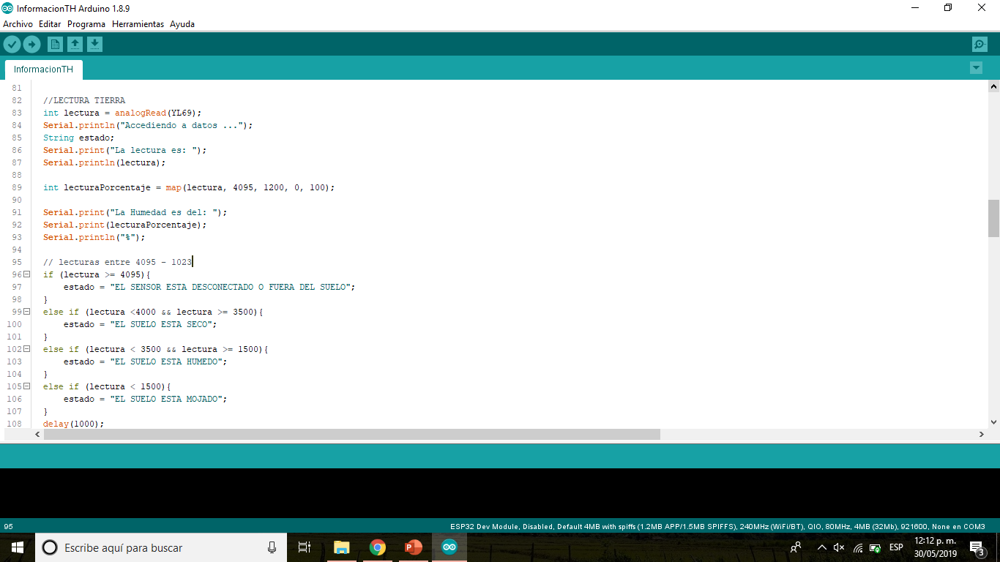 InformacionTH Arduino 1.8.9
Archivo Editar Programa Herramientas Ayuda
InformacionTH
81
82 //LECTURA TIERRA
83 int lectura = analogRead(YL69);
84 Serial.println("Accediendo a datos ...");
85 String estado;
86 Serial.print("La lectura es: ");
87 Serial.println(lectura);
88
89 int lecturaPorcentaje = map(lectura, 4095, 1200, 0, 100);
90
91 Serial.print("La Humedad es del: ");
92 Serial.print(lecturaPorcentaje);
93 Serial.println("%");
94
95 // lecturas entre 4095 - 1023
96 if (lectura >= 4095){
97 estado = "EL SENSOR ESTA DESCONECTADO O FUERA DEL SUELO";
98 }
99 else if (lectura <4000 && lectura >= 3500){
100 estado = "EL SUELO ESTA SECO";
101 }
102 else if (lectura < 3500 && lectura >= 1500){
103 estado = "EL SUELO ESTA HUMEDO";
104 }
105 else if (lectura < 1500){
106 estado = "EL SUELO ESTA MOJADO";
107 }
108 delay(1000);
95 ESP32 Dev Module, Disabled, Default 4MB with spiffs (1.2MB APP/1.5MB SPIFFS), 240MHz (WiFi/BT), QIO, 80MHz, 4MB (32Mb), 921600, None en COM3
Escribe aquí para buscar
ESP
12:12 p. m.
30/05/2019
3